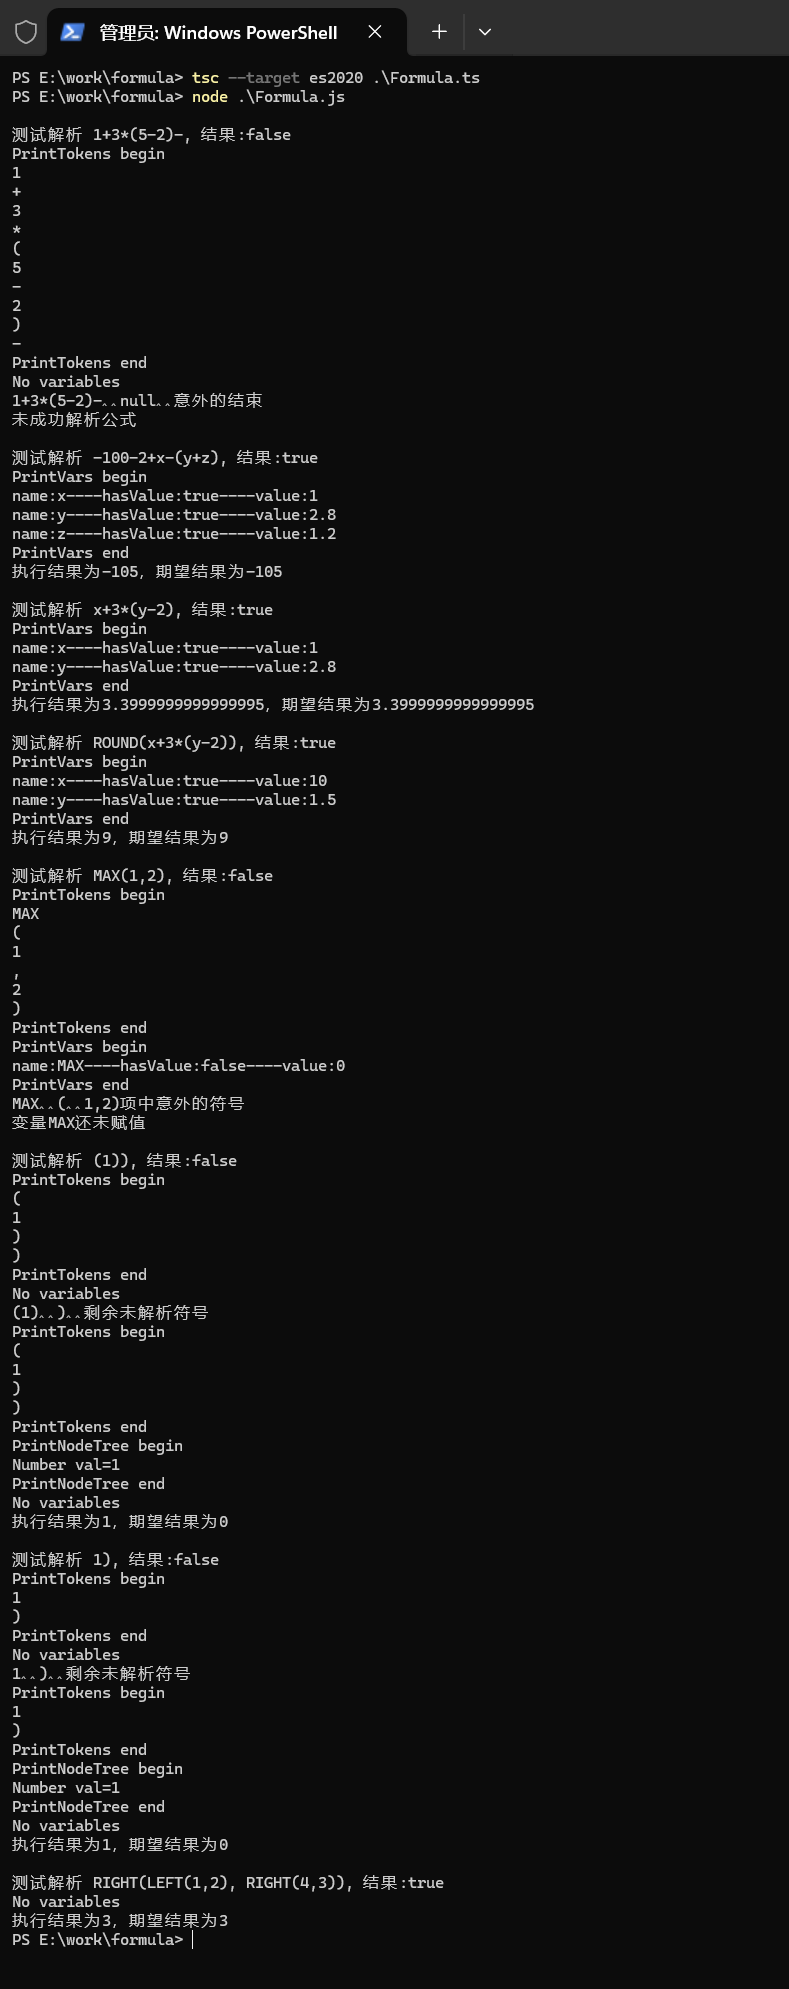 管理员: Windows PowerShell
PS E:\work\formula> tsc --target es2020 .\Formula.ts
PS E:\work\formula> node .\Formula.js
测试解析 1+3*(5-2)-, 结果:false
PrintTokens begin
1
+
3
*
(
5
-
2
)
-
PrintTokens end
No variables
1+3*(5-2)-^^null^^意外的结束
未成功解析公式
测试解析 -100-2+x-(y+z), 结果:true
PrintVars begin
name:x----hasValue:true----value:1
name:y----hasValue:true----value:2.8
name:z----hasValue:true----value:1.2
PrintVars end
执行结果为-105, 期望结果为-105
测试解析 x+3*(y-2), 结果:true
PrintVars begin
name:x----hasValue:true----value:1
name:y----hasValue:true----value:2.8
PrintVars end
执行结果为3.3999999999999995, 期望结果为3.3999999999999995
测试解析 ROUND(x+3*(y-2)), 结果:true
PrintVars begin
name:x----hasValue:true----value:10
name:y----hasValue:true----value:1.5
PrintVars end
执行结果为9, 期望结果为9
测试解析 MAX(1,2), 结果:false
PrintTokens begin
MAX
(
1
,
2
)
PrintTokens end
PrintVars begin
name:MAX----hasValue:false----value:0
PrintVars end
MAX^^(^^1,2)项中意外的符号
变量MAX还未赋值
测试解析 (1)), 结果:false
PrintTokens begin
(
1
)
)
PrintTokens end
No variables
(1)^^)^^剩余未解析符号
PrintTokens begin
(
1
)
)
PrintTokens end
PrintNodeTree begin
Number val=1
PrintNodeTree end
No variables
执行结果为1, 期望结果为0
测试解析 1), 结果:false
PrintTokens begin
1
)
PrintTokens end
No variables
1^^)^^剩余未解析符号
PrintTokens begin
1
)
PrintTokens end
PrintNodeTree begin
Number val=1
PrintNodeTree end
No variables
执行结果为1, 期望结果为0
测试解析 RIGHT(LEFT(1,2), RIGHT(4,3)), 结果:true
No variables
执行结果为3, 期望结果为3
PS E:\work\formula>